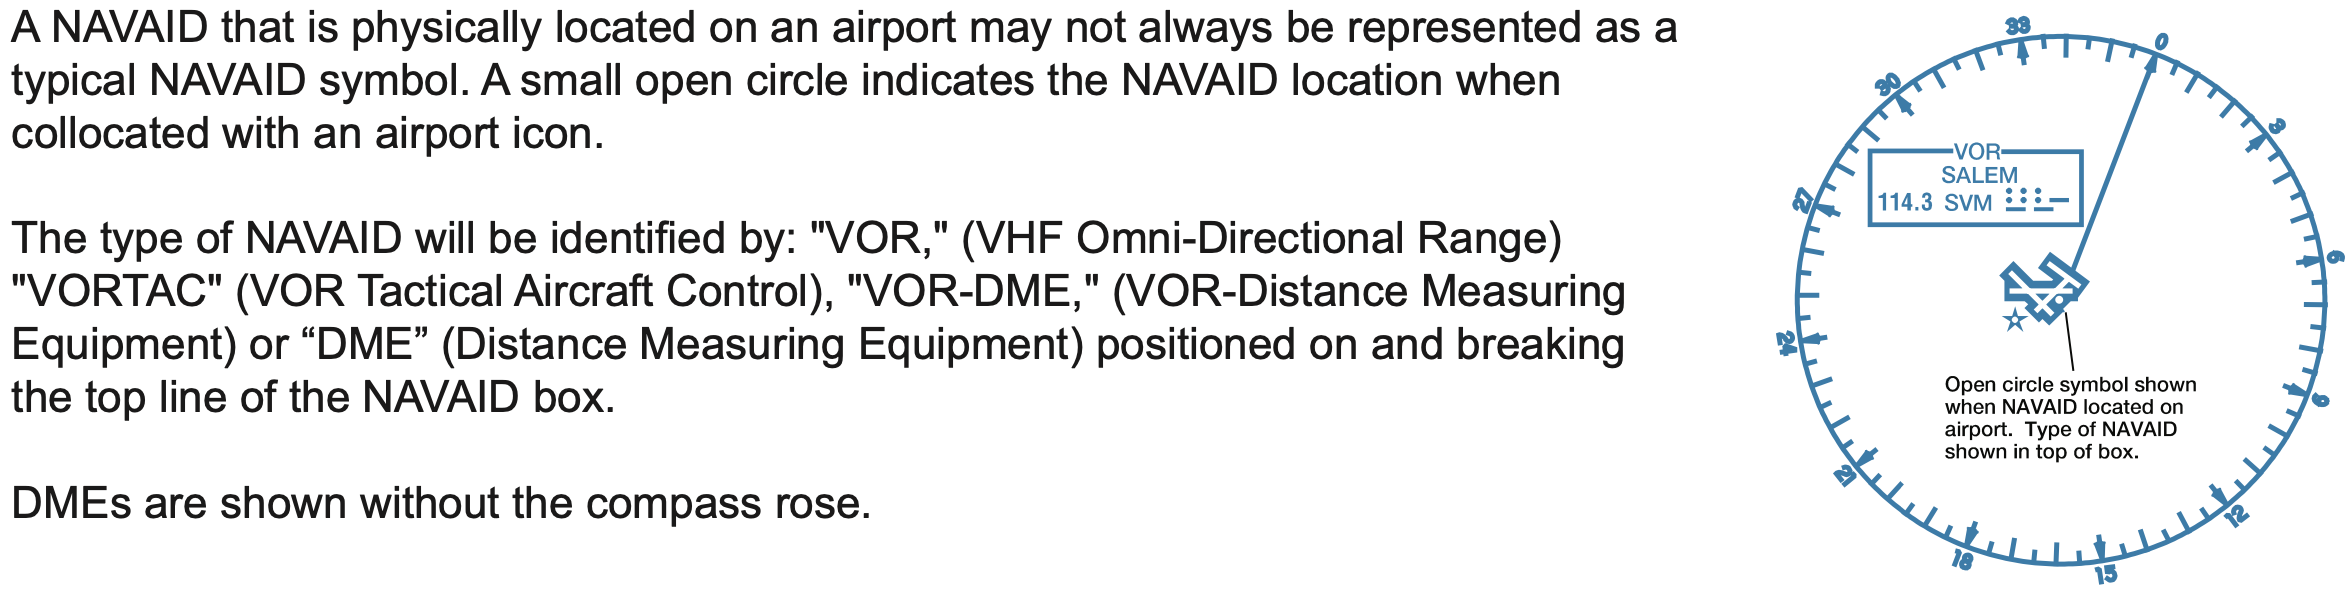 A NAVAID that is physically located on an airport may not always be represented as a
typical NAVAID symbol. A small open circle indicates the NAVAID location when
collocated with an airport icon.
The type of NAVAID will be identified by: "VOR," (VHF Omni-Directional Range)
"VORTAC" (VOR Tactical Aircraft Control), "VOR-DME," (VOR-Distance Measuring
Equipment) or “DME” (Distance Measuring Equipment) positioned on and breaking
the top line of the NAVAID box.
DMEs are shown without the compass rose.
33
0
30
3
VOR
SALEM
114.3 SVM
27
6
24
Open circle symbol shown
when NAVAID located on
airport. Type of NAVAID
shown in top of box.
9
21
12
18
15